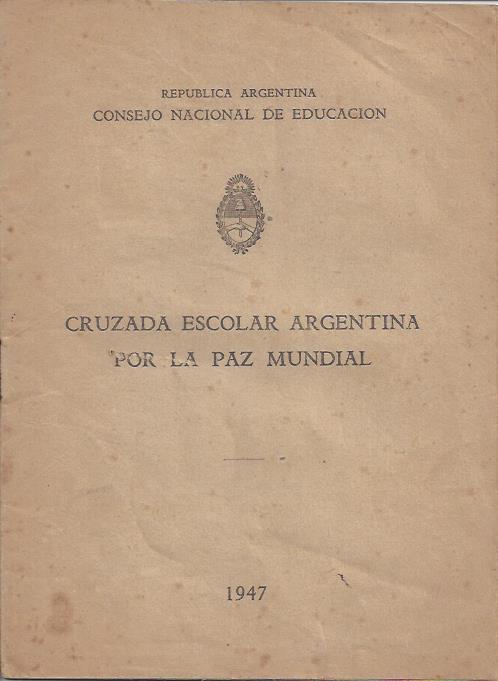 REPUBLICA ARGENTINA
CONSEJO NACIONAL DE EDUCACION
CRUZADA ESCOLAR ARGENTINA
POR LA PAZ MUNDIAL
1947